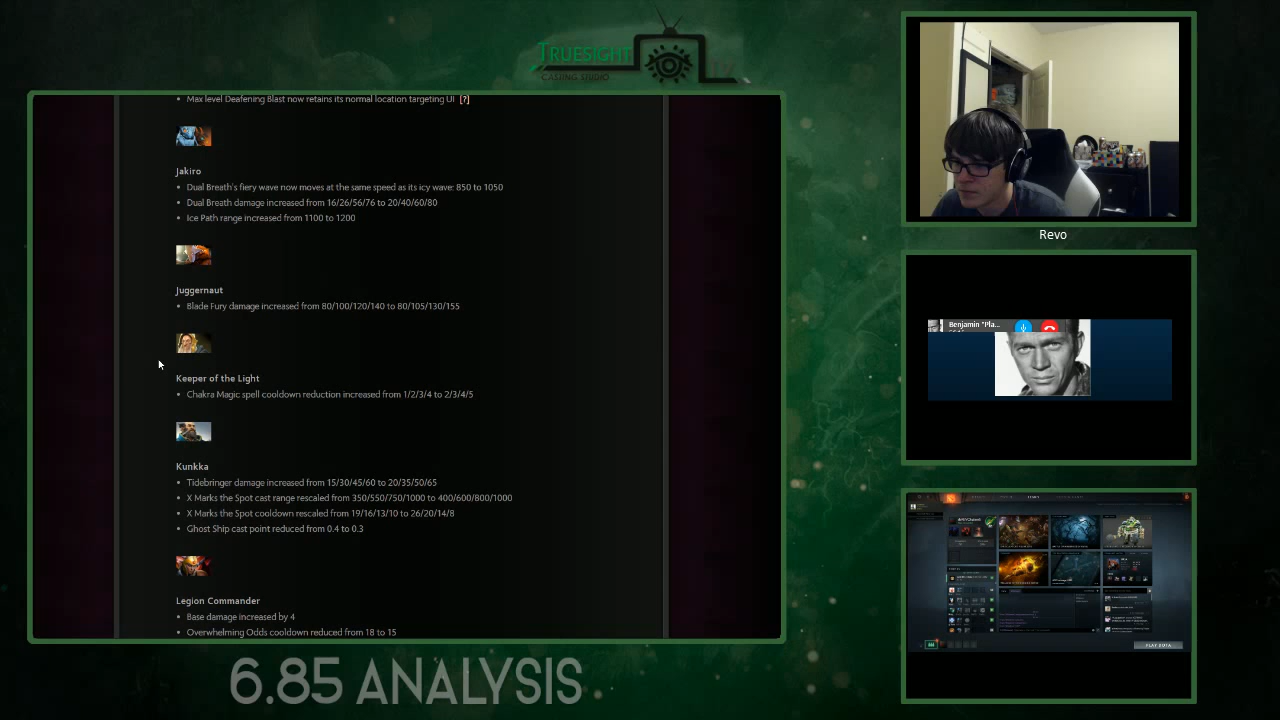 TRUESIGHT
CASTING STUDIO
Max level Deafening Blast now retains its normal location targeting UI [?]
Jakiro
Dual Breath's fiery wave now moves at the same speed as its icy wave: 850 to 1050
Dual Breath damage increased from 16/26/56/76 to 20/40/60/80
Ice Path range increased from 1100 to 1200
Juggernaut
Blade Fury damage increased from 80/100/120/140 to 80/105/130/155
Keeper of the Light
Chakra Magic spell cooldown reduction increased from 1/2/3/4 to 2/3/4/5
Kunkka
Tidebringer damage increased from 15/30/45/60 to 20/35/50/65
X Marks the Spot cast range rescaled from 350/550/750/1000 to 400/600/800/1000
X Marks the Spot cooldown rescaled from 19/16/13/10 to 26/20/14/8
Ghost Ship cast point reduced from 0.4 to 0.3
Legion Commander
Base damage increased by 4
Overwhelming Odds cooldown reduced from 18 to 15
6.85 ANALYSIS
Revo
Benjamin "Pla...
PLAY DOTA